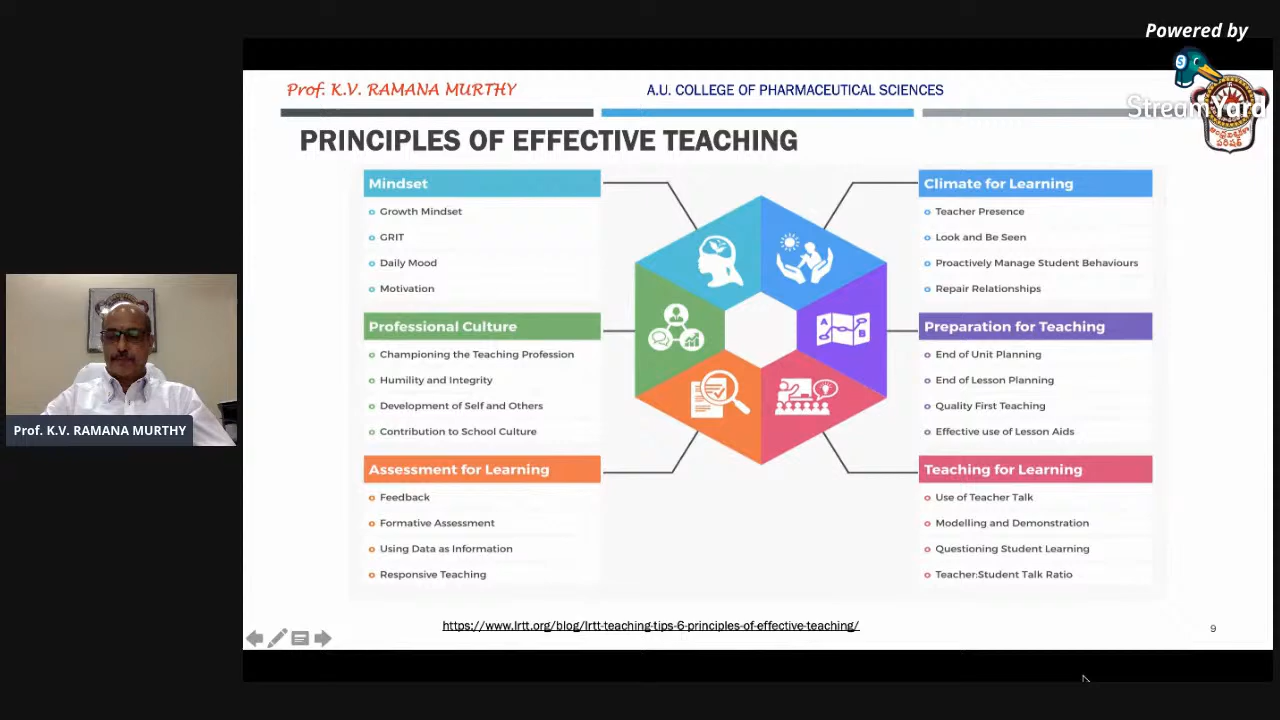 Powered by
StreamYard
Prof. K.V. RAMANA MURTHY
A.U. COLLEGE OF PHARMACEUTICAL SCIENCES
PRINCIPLES OF EFFECTIVE TEACHING
Mindset
Growth Mindset
GRIT
Daily Mood
Motivation
Professional Culture
Championing the Teaching Profession
Humility and Integrity
Development of Self and Others
Contribution to School Culture
Assessment for Learning
Feedback
Formative Assessment
Using Data as Information
Responsive Teaching
A
B
Climate for Learning
Teacher Presence
Look and Be Seen
Proactively Manage Student Behaviours
Repair Relationships
Preparation for Teaching
End of Unit Planning
End of Lesson Planning
Quality First Teaching
Effective use of Lesson Aids
Teaching for Learning
Use of Teacher Talk
Modelling and Demonstration
Questioning Student Learning
Teacher:Student Talk Ratio
https://www.lrtt.org/blog/lrtt-teaching-tips-6-principles-of-effective-teaching/
9
Prof. K.V. RAMANA MURTHY